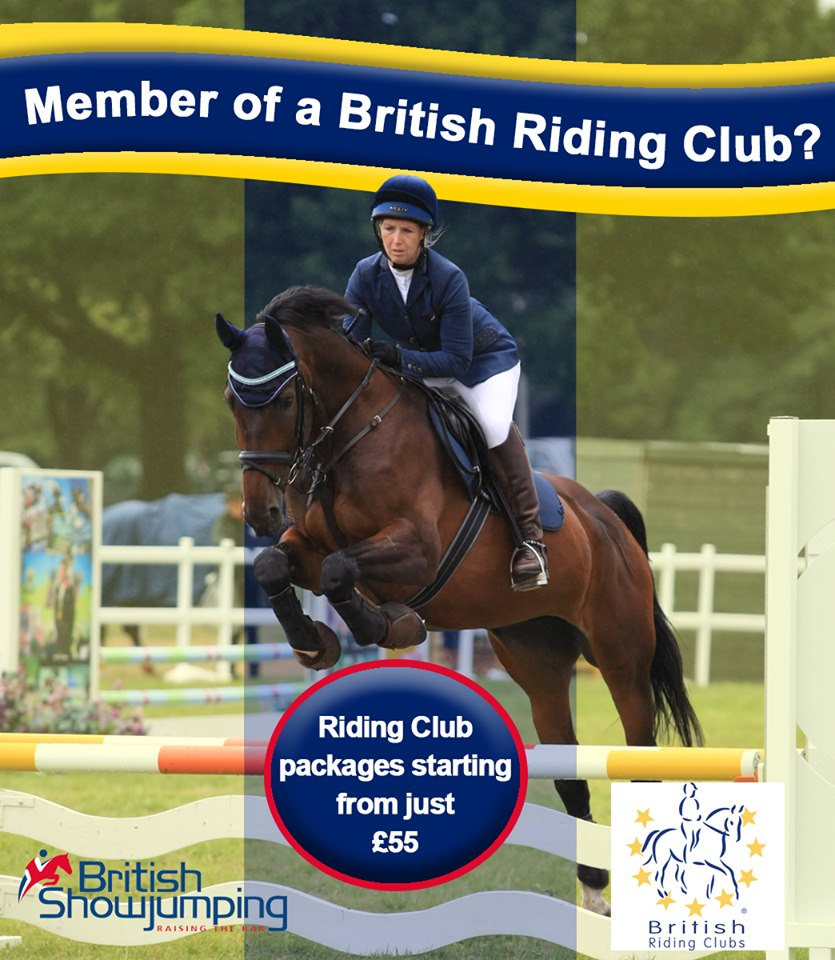 Member of a British Riding Club?
Riding Club
packages starting
from just
£55
British
Showjumping
RAISING THE BAR
British
Riding Clubs
®